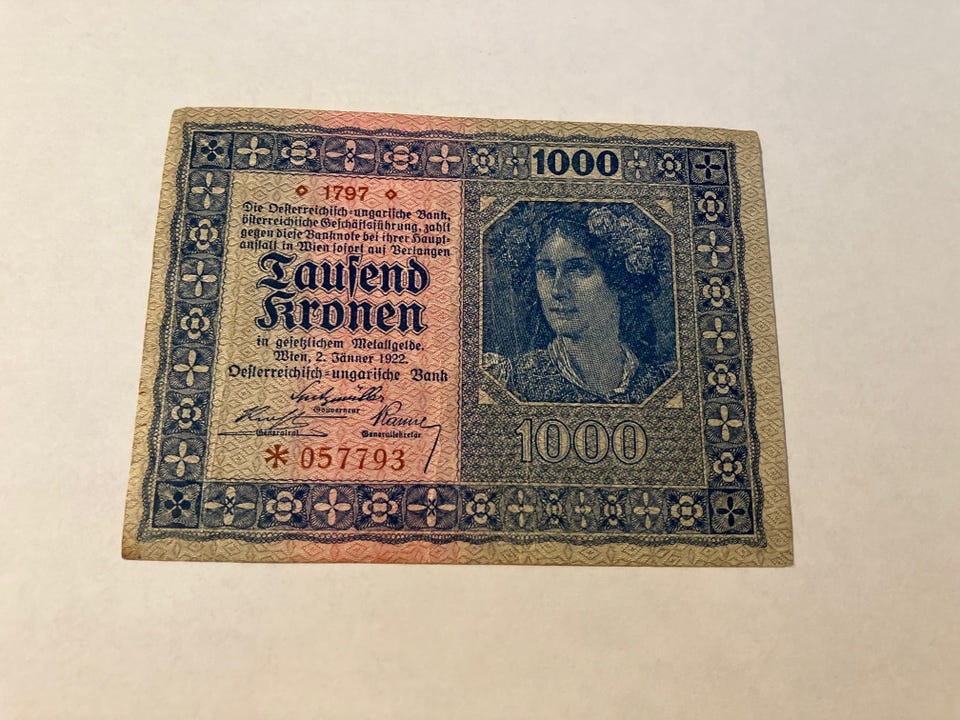 1000
1797
Die Oesterreichisch-ungarische Bank,
österreichische Geschäftsführung, zahlt
gegen diese Banknote bei ihrer Haupt-
anstalt in Wien sofort auf Verlangen
Tausend
Kronen
in gesetzlichem Metallgelde.
Wien, 2. Jänner 1922.
Oesterreichisch-ungarische Bank
Spitzmüller
Gouverneur
Generalrat
Generalsekretär
* 057793
1000